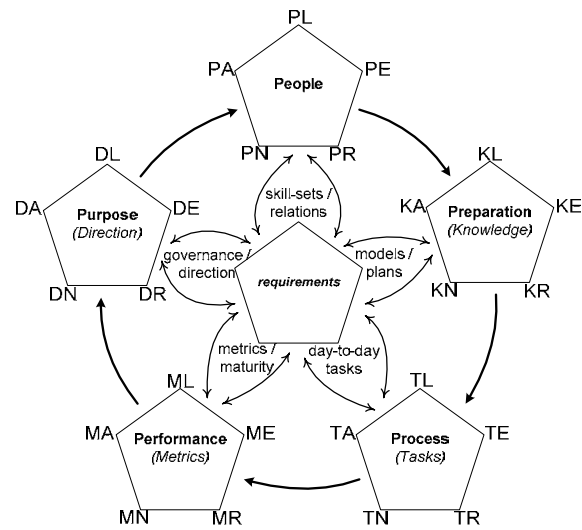 PL
PA
PE
People
PN
PR
DL
KL
skill-sets /
relations
DA
DE
KA
KE
Purpose
(Direction)
Preparation
(Knowledge)
governance /
direction
models /
plans
requirements
DN
DR
KN
KR
metrics /
maturity
day-to-day
tasks
ML
TL
MA
ME
TA
TE
Performance
(Metrics)
Process
(Tasks)
MN
MR
TN
TR